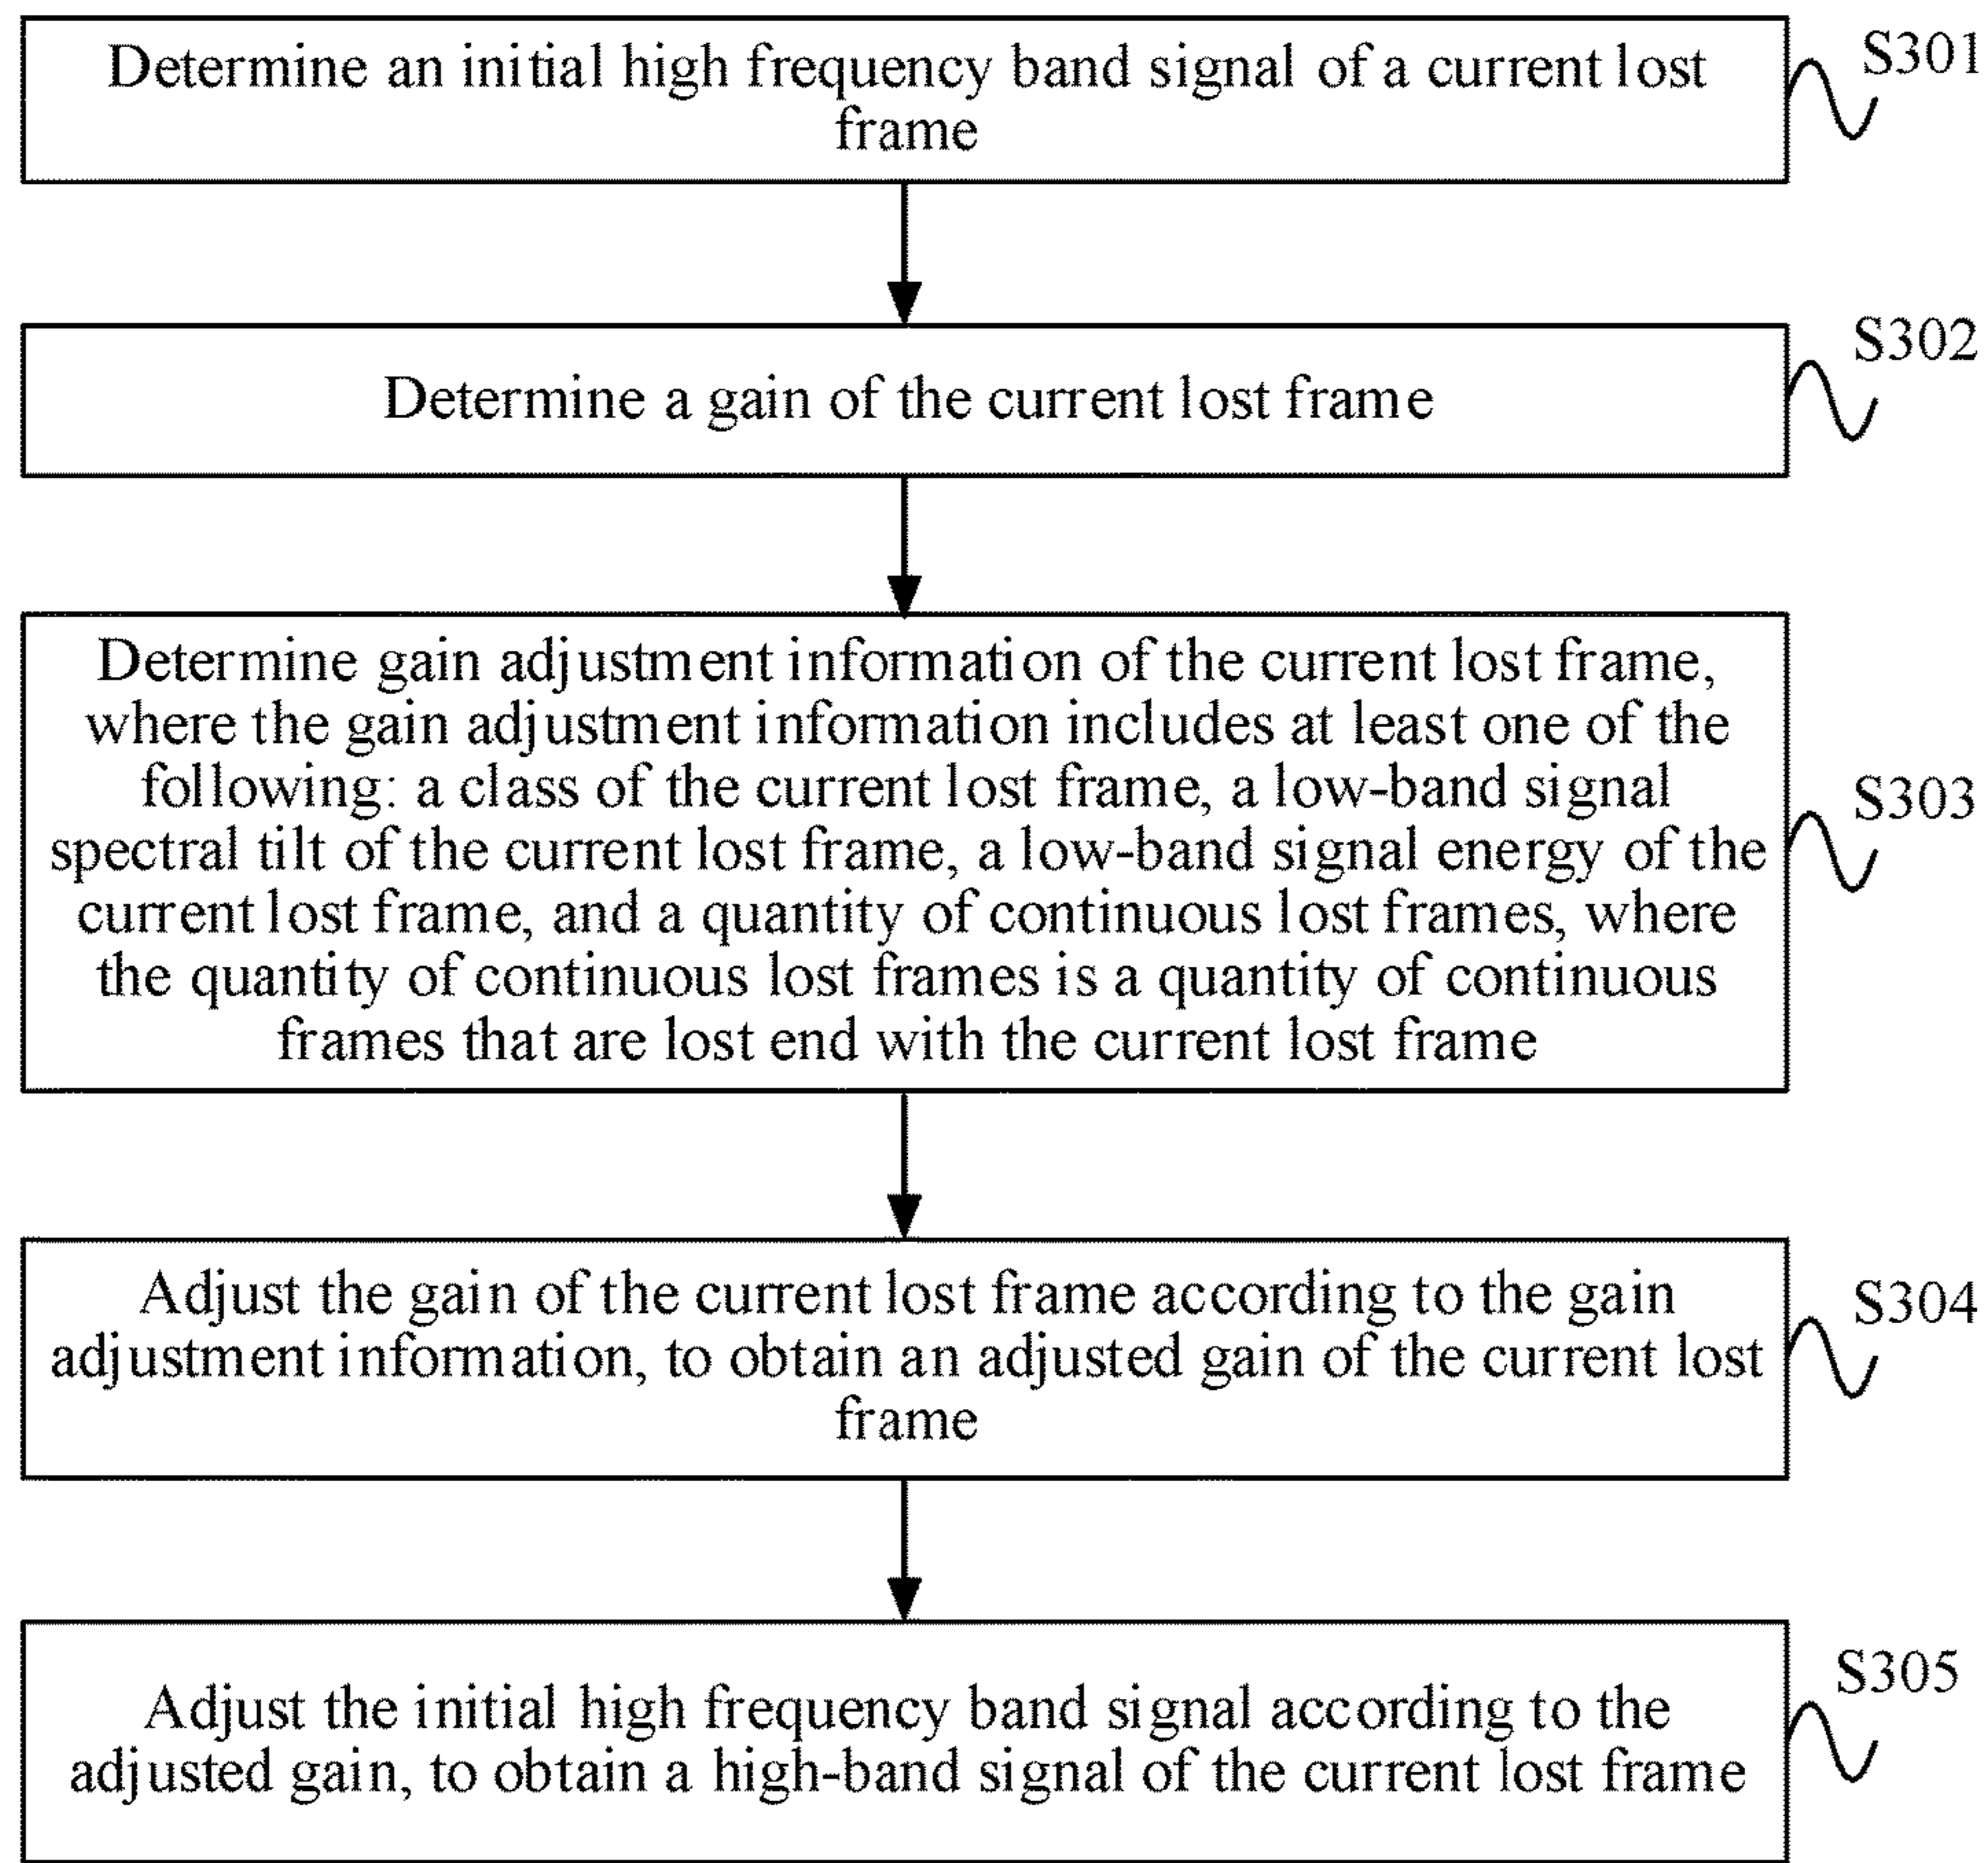 Determine an initial high frequency band signal of a current lost
frame
S301
Determine a gain of the current lost frame
S302
Determine gain adjustment information of the current lost frame,
where the gain adjustment information includes at least one of the
following: a class of the current lost frame, a low-band signal
spectral tilt of the current lost frame, a low-band signal energy of the
current lost frame, and a quantity of continuous lost frames, where
the quantity of continuous lost frames is a quantity of continuous
frames that are lost end with the current lost frame
S303
Adjust the gain of the current lost frame according to the gain
adjustment information, to obtain an adjusted gain of the current lost
frame
S304
Adjust the initial high frequency band signal according to the
adjusted gain, to obtain a high-band signal of the current lost frame
S305